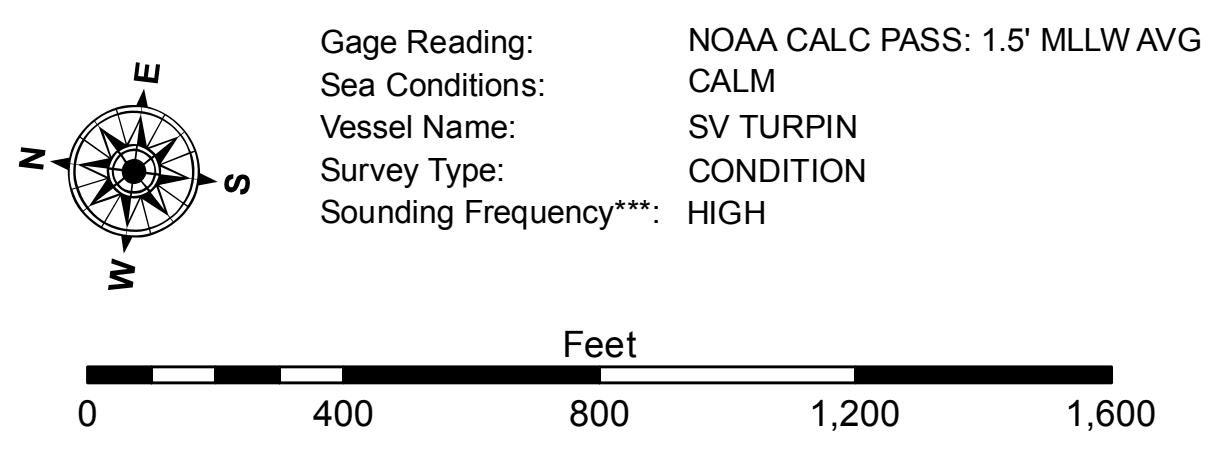 E
N
S
W
Gage Reading: NOAA CALC PASS: 1.5' MLLW AVG
Sea Conditions: CALM
Vessel Name: SV TURPIN
Survey Type: CONDITION
Sounding Frequency***: HIGH
Feet
0 400 800 1,200 1,600